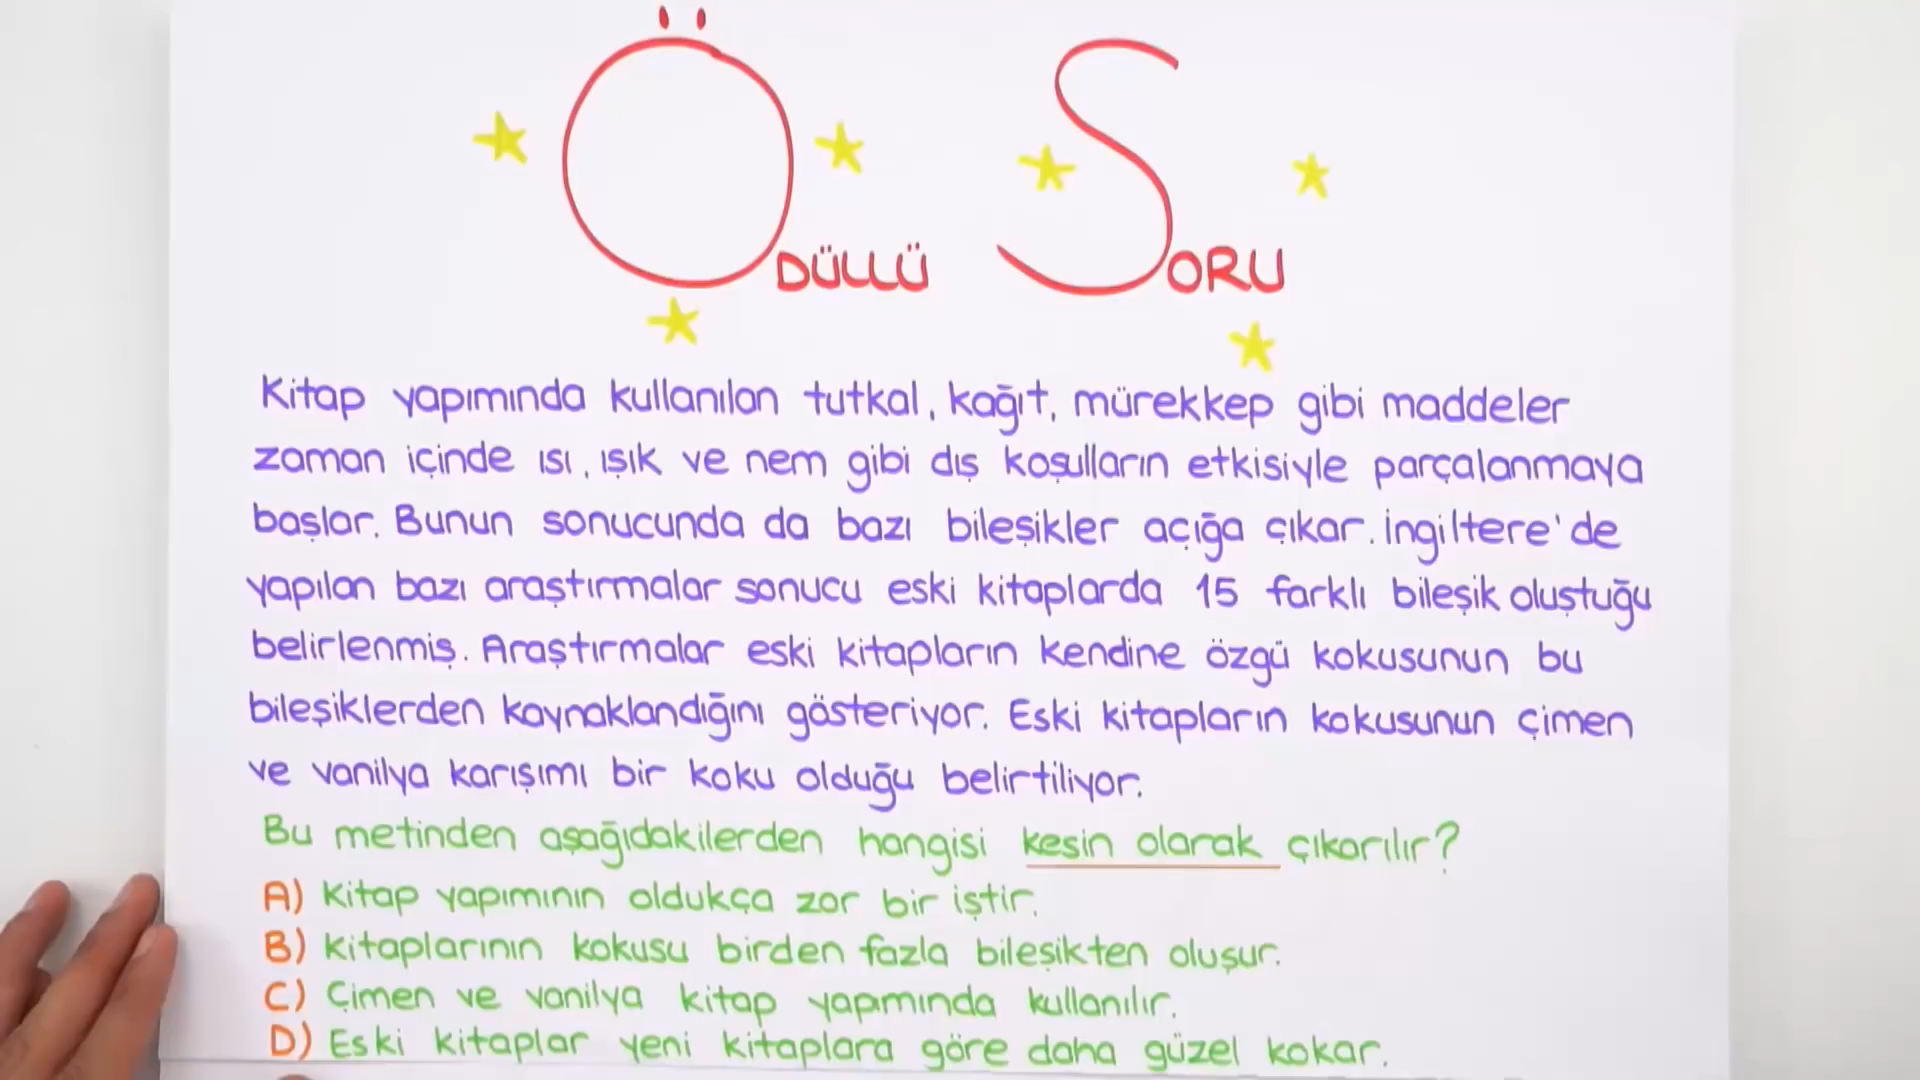 ÖDÜLLÜ SORU
Kitap yapımında kullanılan tutkal, kağıt, mürekkep gibi maddeler
zaman içinde ısı, ışık ve nem gibi dış koşulların etkisiyle parçalanmaya
başlar. Bunun sonucunda da bazı bileşikler açığa çıkar. İngiltere'de
yapılan bazı araştırmalar sonucu eski kitaplarda 15 farklı bileşik oluştuğu
belirlenmiş. Araştırmalar eski kitapların kendine özgü kokusunun bu
bileşiklerden kaynaklandığını gösteriyor. Eski kitapların kokusunun çimen
ve vanilya karışımı bir koku olduğu belirtiliyor.
Bu metinden aşağıdakilerden hangisi kesin olarak çıkarılır?
A) Kitap yapımının oldukça zor bir iştir.
B) Kitaplarının kokusu birden fazla bileşikten oluşur.
C) Çimen ve vanilya kitap yapımında kullanılır.
D) Eski kitaplar yeni kitaplara göre daha güzel kokar.